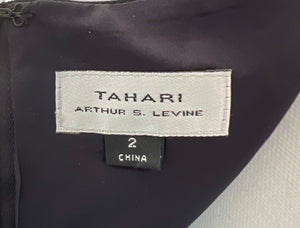 TAHARI
ARTHUR S. LEVINE
2
CHINA